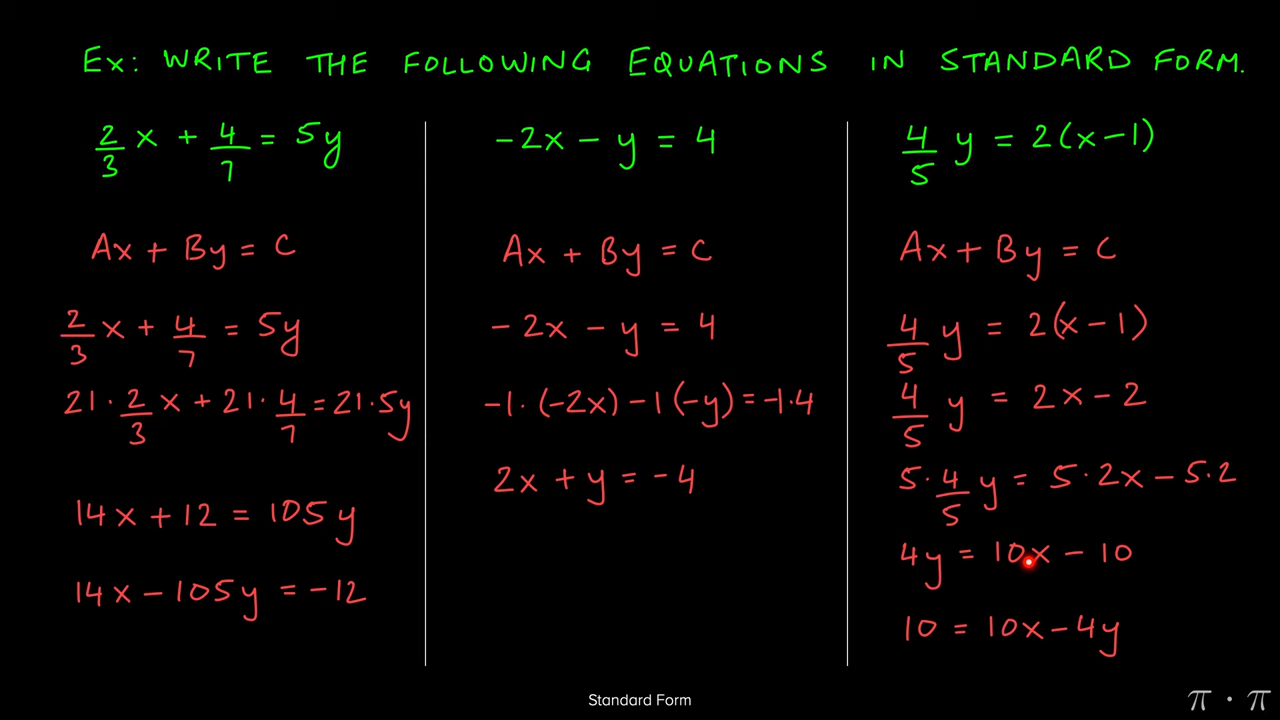 Ex: WRITE THE FOLLOWING EQUATIONS IN STANDARD FORM.
2/3 x + 4/7 = 5y
Ax + By = C
2/3 x + 4/7 = 5y
21 · 2/3 x + 21 · 4/7 = 21 · 5y
14x + 12 = 105y
14x − 105y = −12
−2x − y = 4
Ax + By = C
−2x − y = 4
−1 · (−2x) − 1 (−y) = −1 · 4
2x + y = −4
4/5 y = 2(x − 1)
Ax + By = C
4/5 y = 2(x − 1)
4/5 y = 2x − 2
5 · 4/5 y = 5 · 2x − 5 · 2
4y = 10x − 10
10 = 10x − 4y
Standard Form
π · π